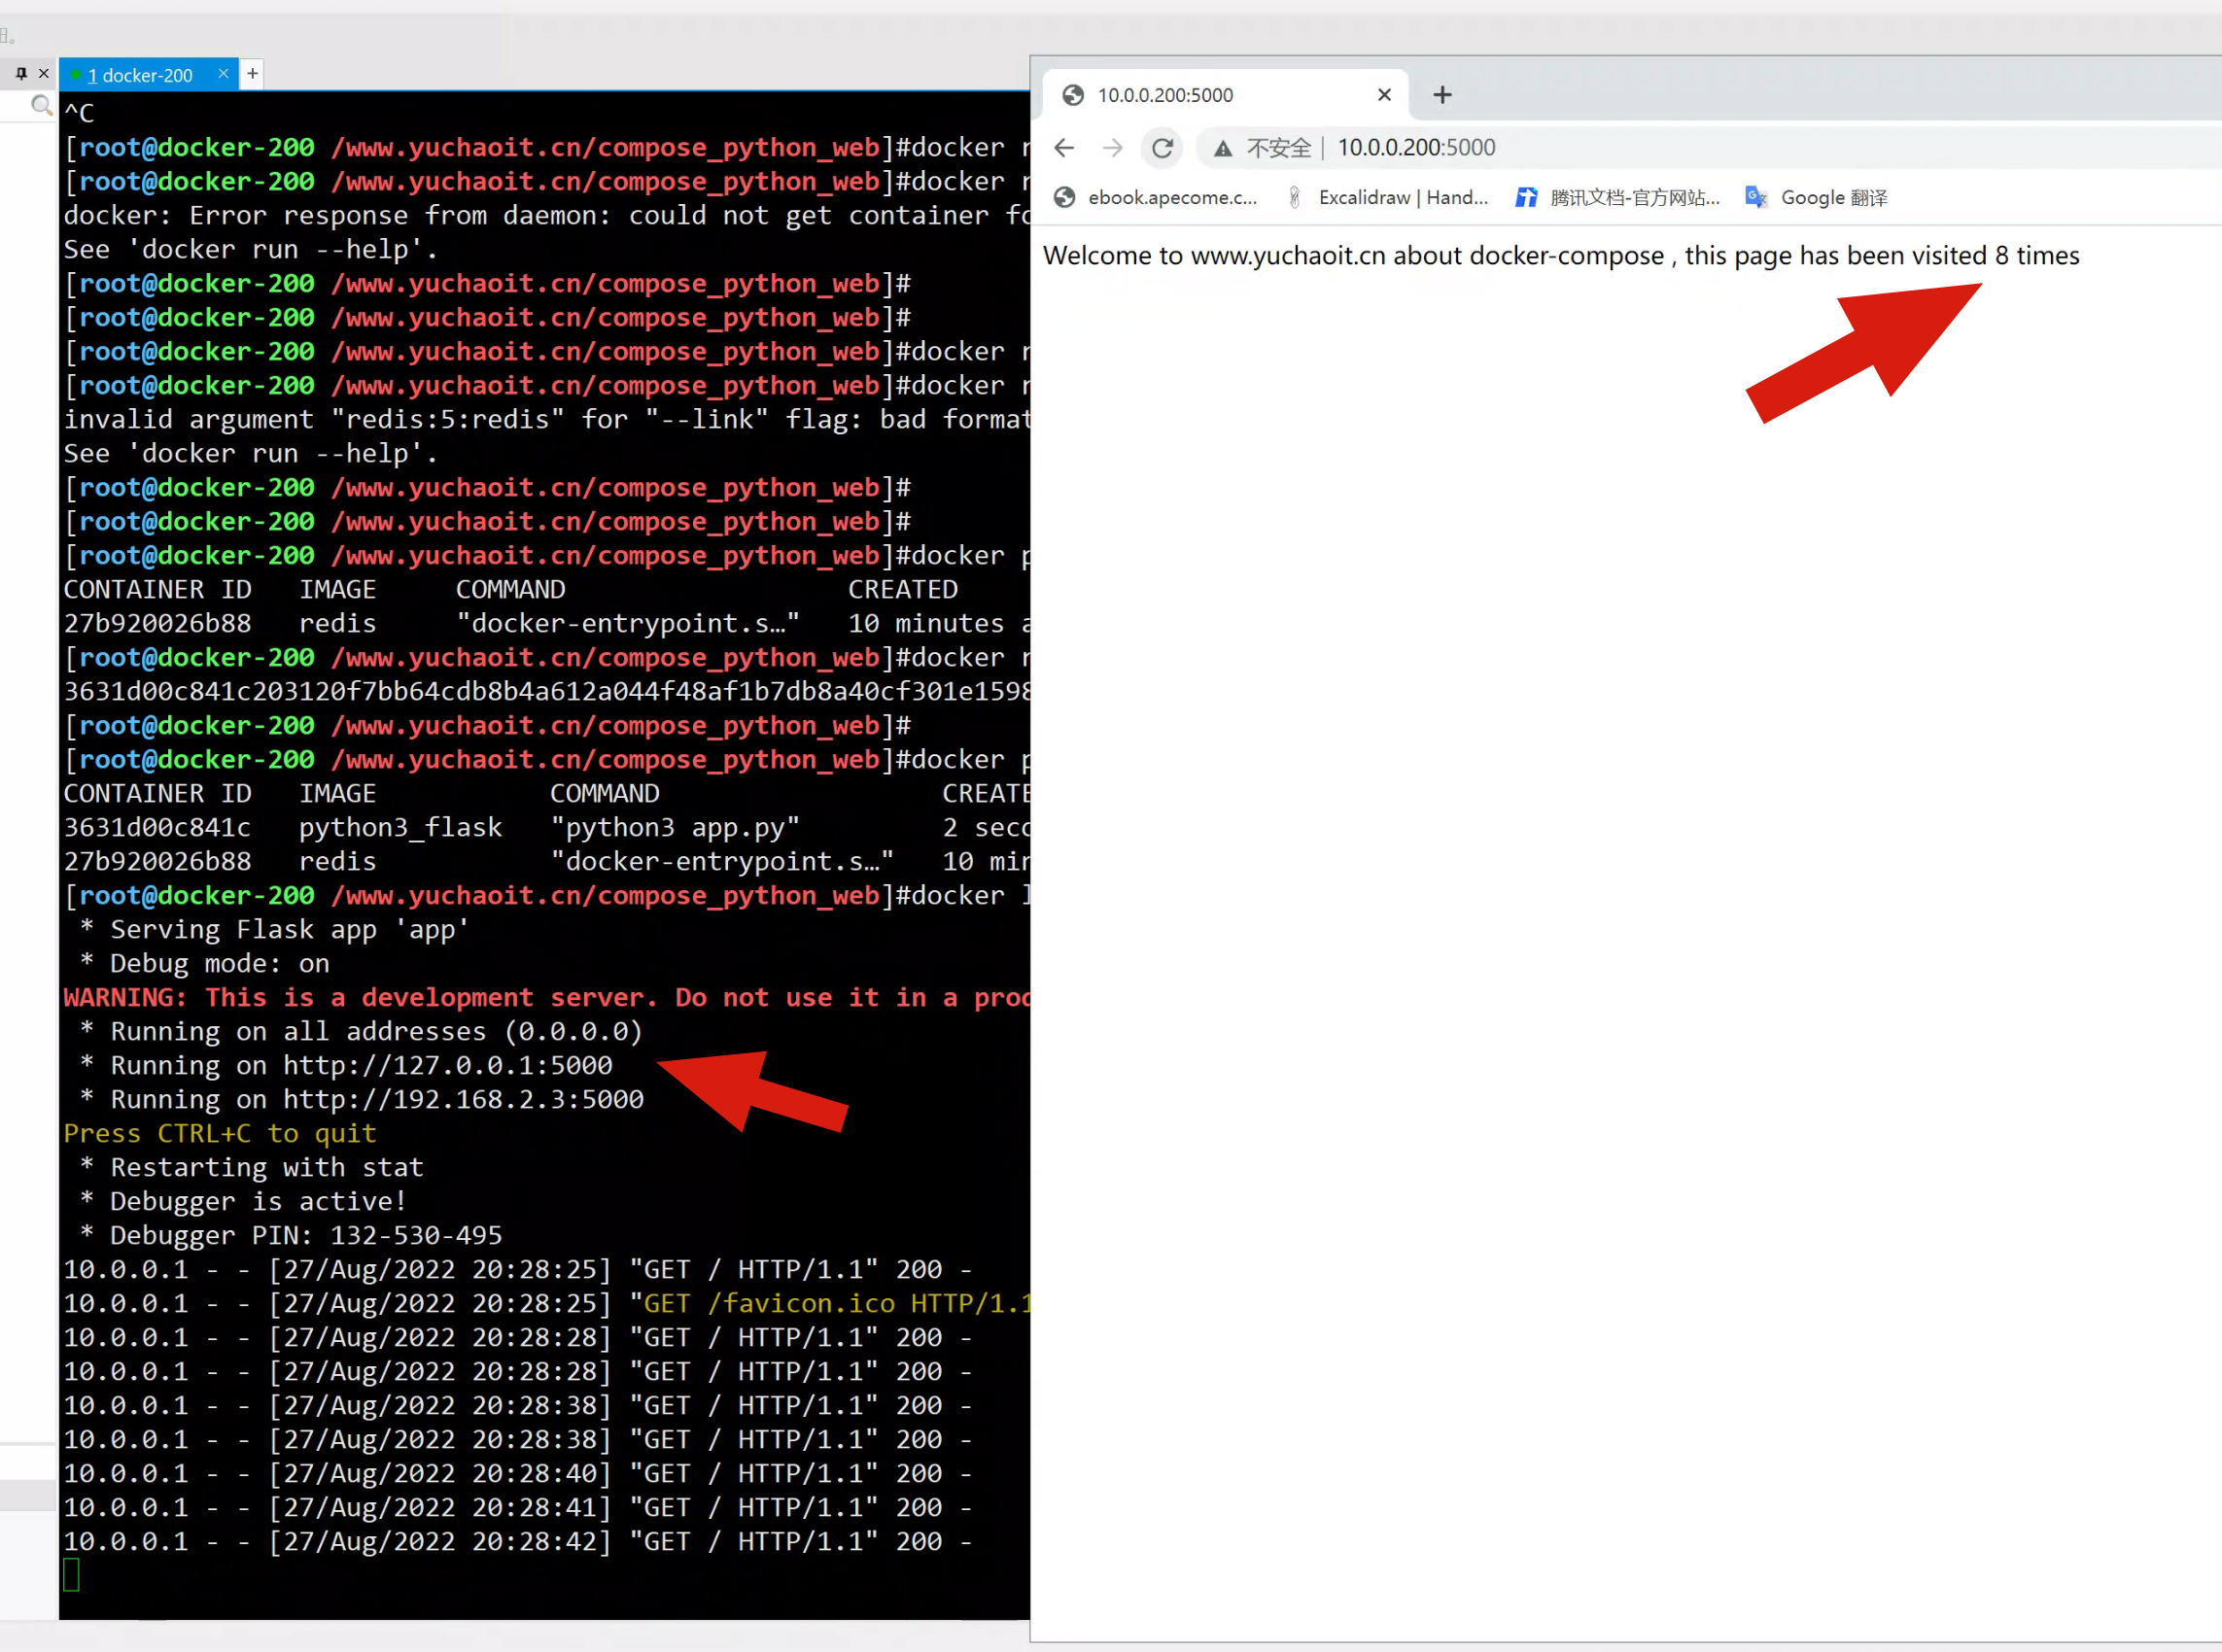 1 docker-200
^C
[root@docker-200 /www.yuchaoit.cn/compose_python_web]#docker
[root@docker-200 /www.yuchaoit.cn/compose_python_web]#docker
docker: Error response from daemon: could not get container
See 'docker run --help'.
[root@docker-200 /www.yuchaoit.cn/compose_python_web]#
[root@docker-200 /www.yuchaoit.cn/compose_python_web]#
[root@docker-200 /www.yuchaoit.cn/compose_python_web]#docker
[root@docker-200 /www.yuchaoit.cn/compose_python_web]#docker
invalid argument "redis:5:redis" for "--link" flag: bad format
See 'docker run --help'.
[root@docker-200 /www.yuchaoit.cn/compose_python_web]#
[root@docker-200 /www.yuchaoit.cn/compose_python_web]#
[root@docker-200 /www.yuchaoit.cn/compose_python_web]#docker p
CONTAINER ID IMAGE COMMAND CREATED
27b920026b88 redis "docker-entrypoint.s…" 10 minutes a
[root@docker-200 /www.yuchaoit.cn/compose_python_web]#docker
3631d00c841c203120f7bb64cdb8b4a612a044f48af1b7db8a40cf301e1598
[root@docker-200 /www.yuchaoit.cn/compose_python_web]#
[root@docker-200 /www.yuchaoit.cn/compose_python_web]#docker p
CONTAINER ID IMAGE COMMAND CREATE
3631d00c841c python3_flask "python3 app.py" 2 seco
27b920026b88 redis "docker-entrypoint.s…" 10 min
[root@docker-200 /www.yuchaoit.cn/compose_python_web]#docker l
* Serving Flask app 'app'
* Debug mode: on
WARNING: This is a development server. Do not use it in a prod
* Running on all addresses (0.0.0.0)
* Running on http://127.0.0.1:5000
* Running on http://192.168.2.3:5000
Press CTRL+C to quit
* Restarting with stat
* Debugger is active!
* Debugger PIN: 132-530-495
10.0.0.1 - - [27/Aug/2022 20:28:25] "GET / HTTP/1.1" 200 -
10.0.0.1 - - [27/Aug/2022 20:28:25] "GET /favicon.ico HTTP/1.1
10.0.0.1 - - [27/Aug/2022 20:28:28] "GET / HTTP/1.1" 200 -
10.0.0.1 - - [27/Aug/2022 20:28:28] "GET / HTTP/1.1" 200 -
10.0.0.1 - - [27/Aug/2022 20:28:38] "GET / HTTP/1.1" 200 -
10.0.0.1 - - [27/Aug/2022 20:28:38] "GET / HTTP/1.1" 200 -
10.0.0.1 - - [27/Aug/2022 20:28:40] "GET / HTTP/1.1" 200 -
10.0.0.1 - - [27/Aug/2022 20:28:41] "GET / HTTP/1.1" 200 -
10.0.0.1 - - [27/Aug/2022 20:28:42] "GET / HTTP/1.1" 200 -
10.0.0.200:5000
不安全 | 10.0.0.200:5000
ebook.apecome.c... Excalidraw | Hand... 腾讯文档-官方网站... Google 翻译
Welcome to www.yuchaoit.cn about docker-compose , this page has been visited 8 times